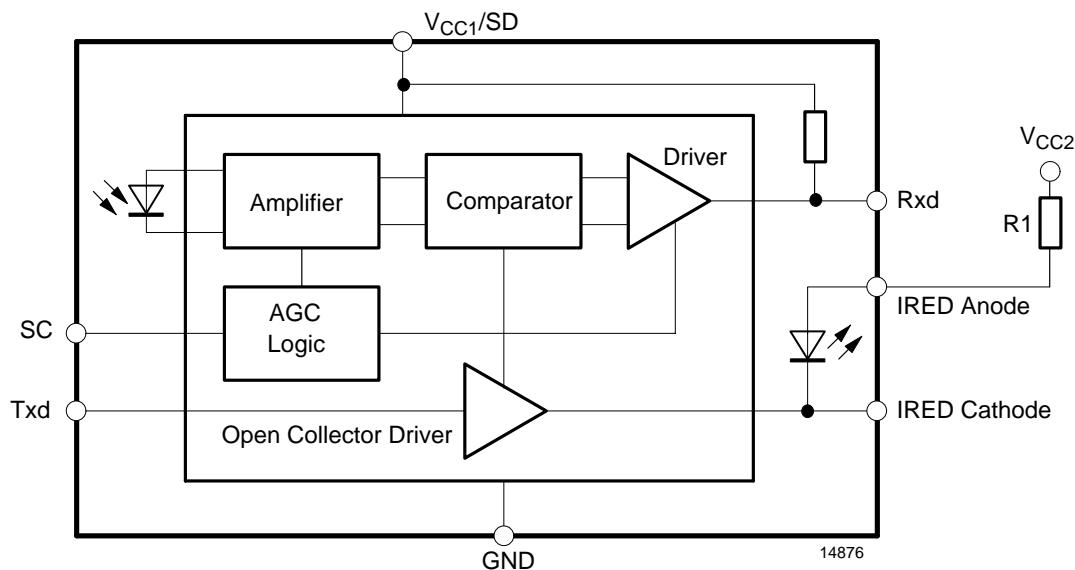 VCC1/SD
Driver
VCC2
Amplifier
Comparator
Rxd
R1
AGC
Logic
SC
IRED Anode
Txd
IRED Cathode
Open Collector Driver
GND
14876